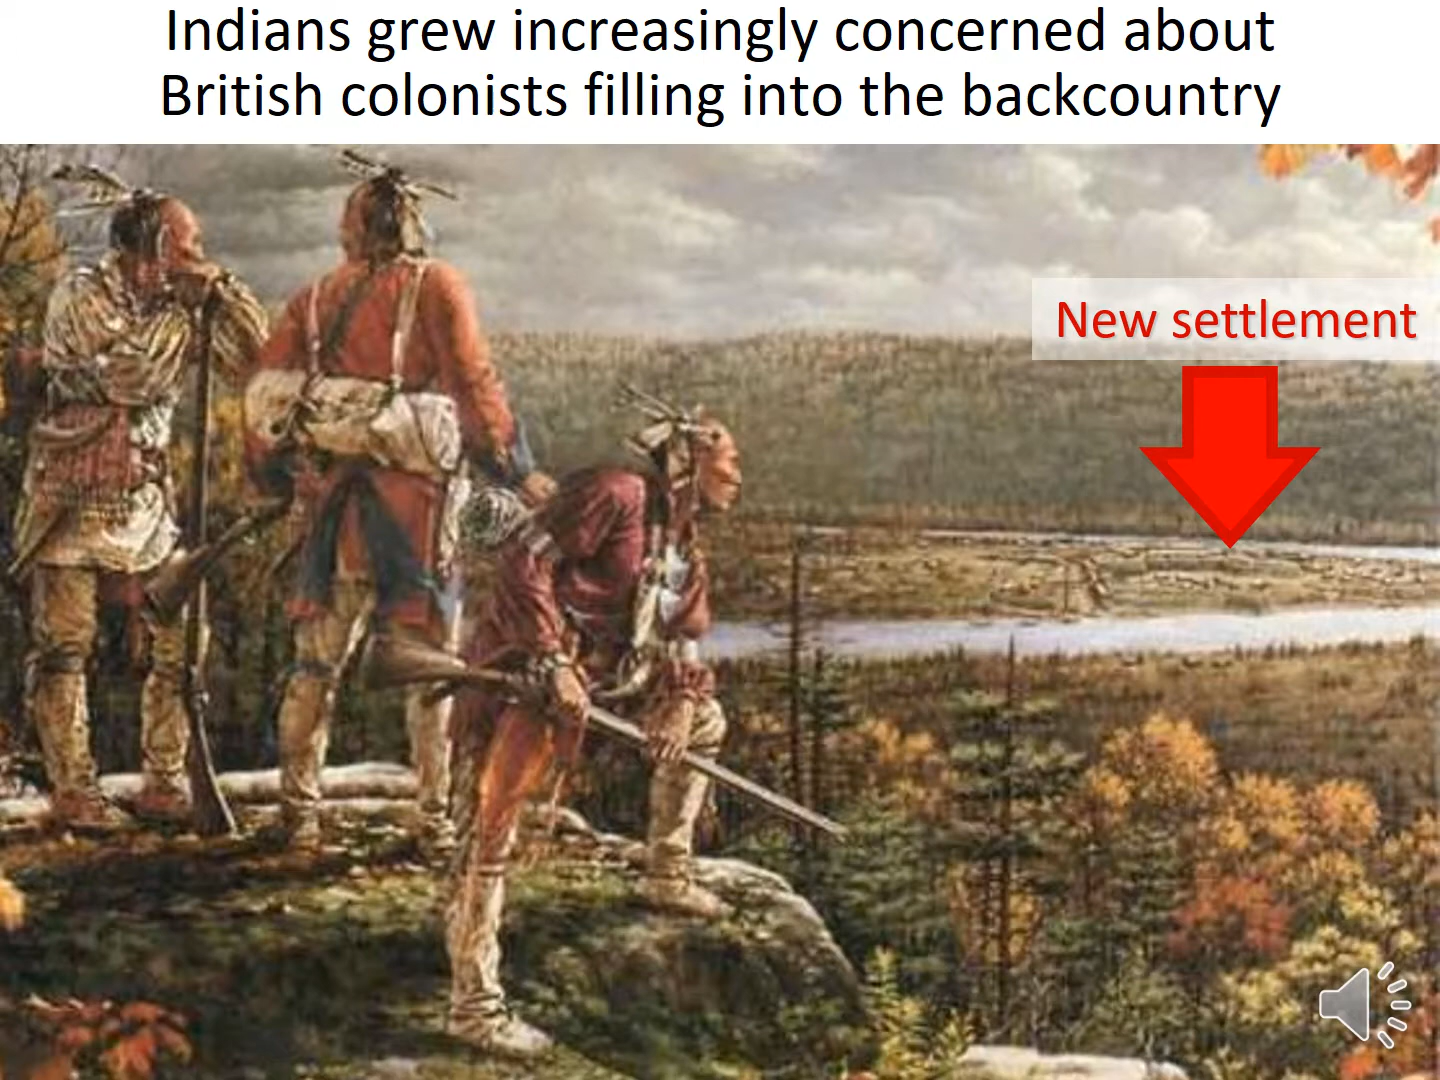 Indians grew increasingly concerned about
British colonists filling into the backcountry
New settlement